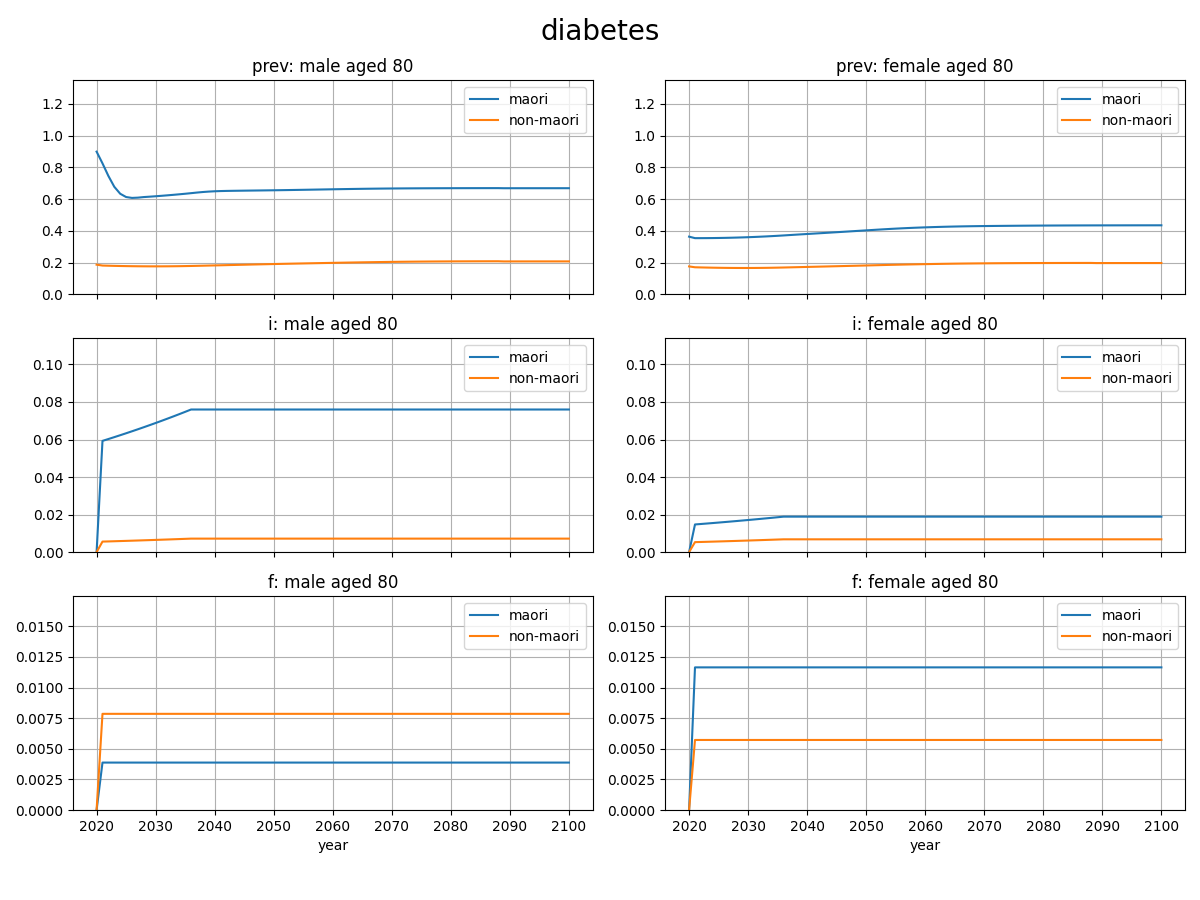 diabetes
prev: male aged 80
1.2
1.0
0.8
0.6
0.4
0.2
0.0
maori
non-maori
prev: female aged 80
1.2
1.0
0.8
0.6
0.4
0.2
0.0
maori
non-maori
i: male aged 80
0.10
0.08
0.06
0.04
0.02
0.00
maori
non-maori
i: female aged 80
0.10
0.08
0.06
0.04
0.02
0.00
maori
non-maori
f: male aged 80
0.0150
0.0125
0.0100
0.0075
0.0050
0.0025
0.0000
maori
non-maori
2020 2030 2040 2050 2060 2070 2080 2090 2100
year
f: female aged 80
0.0150
0.0125
0.0100
0.0075
0.0050
0.0025
0.0000
maori
non-maori
2020 2030 2040 2050 2060 2070 2080 2090 2100
year